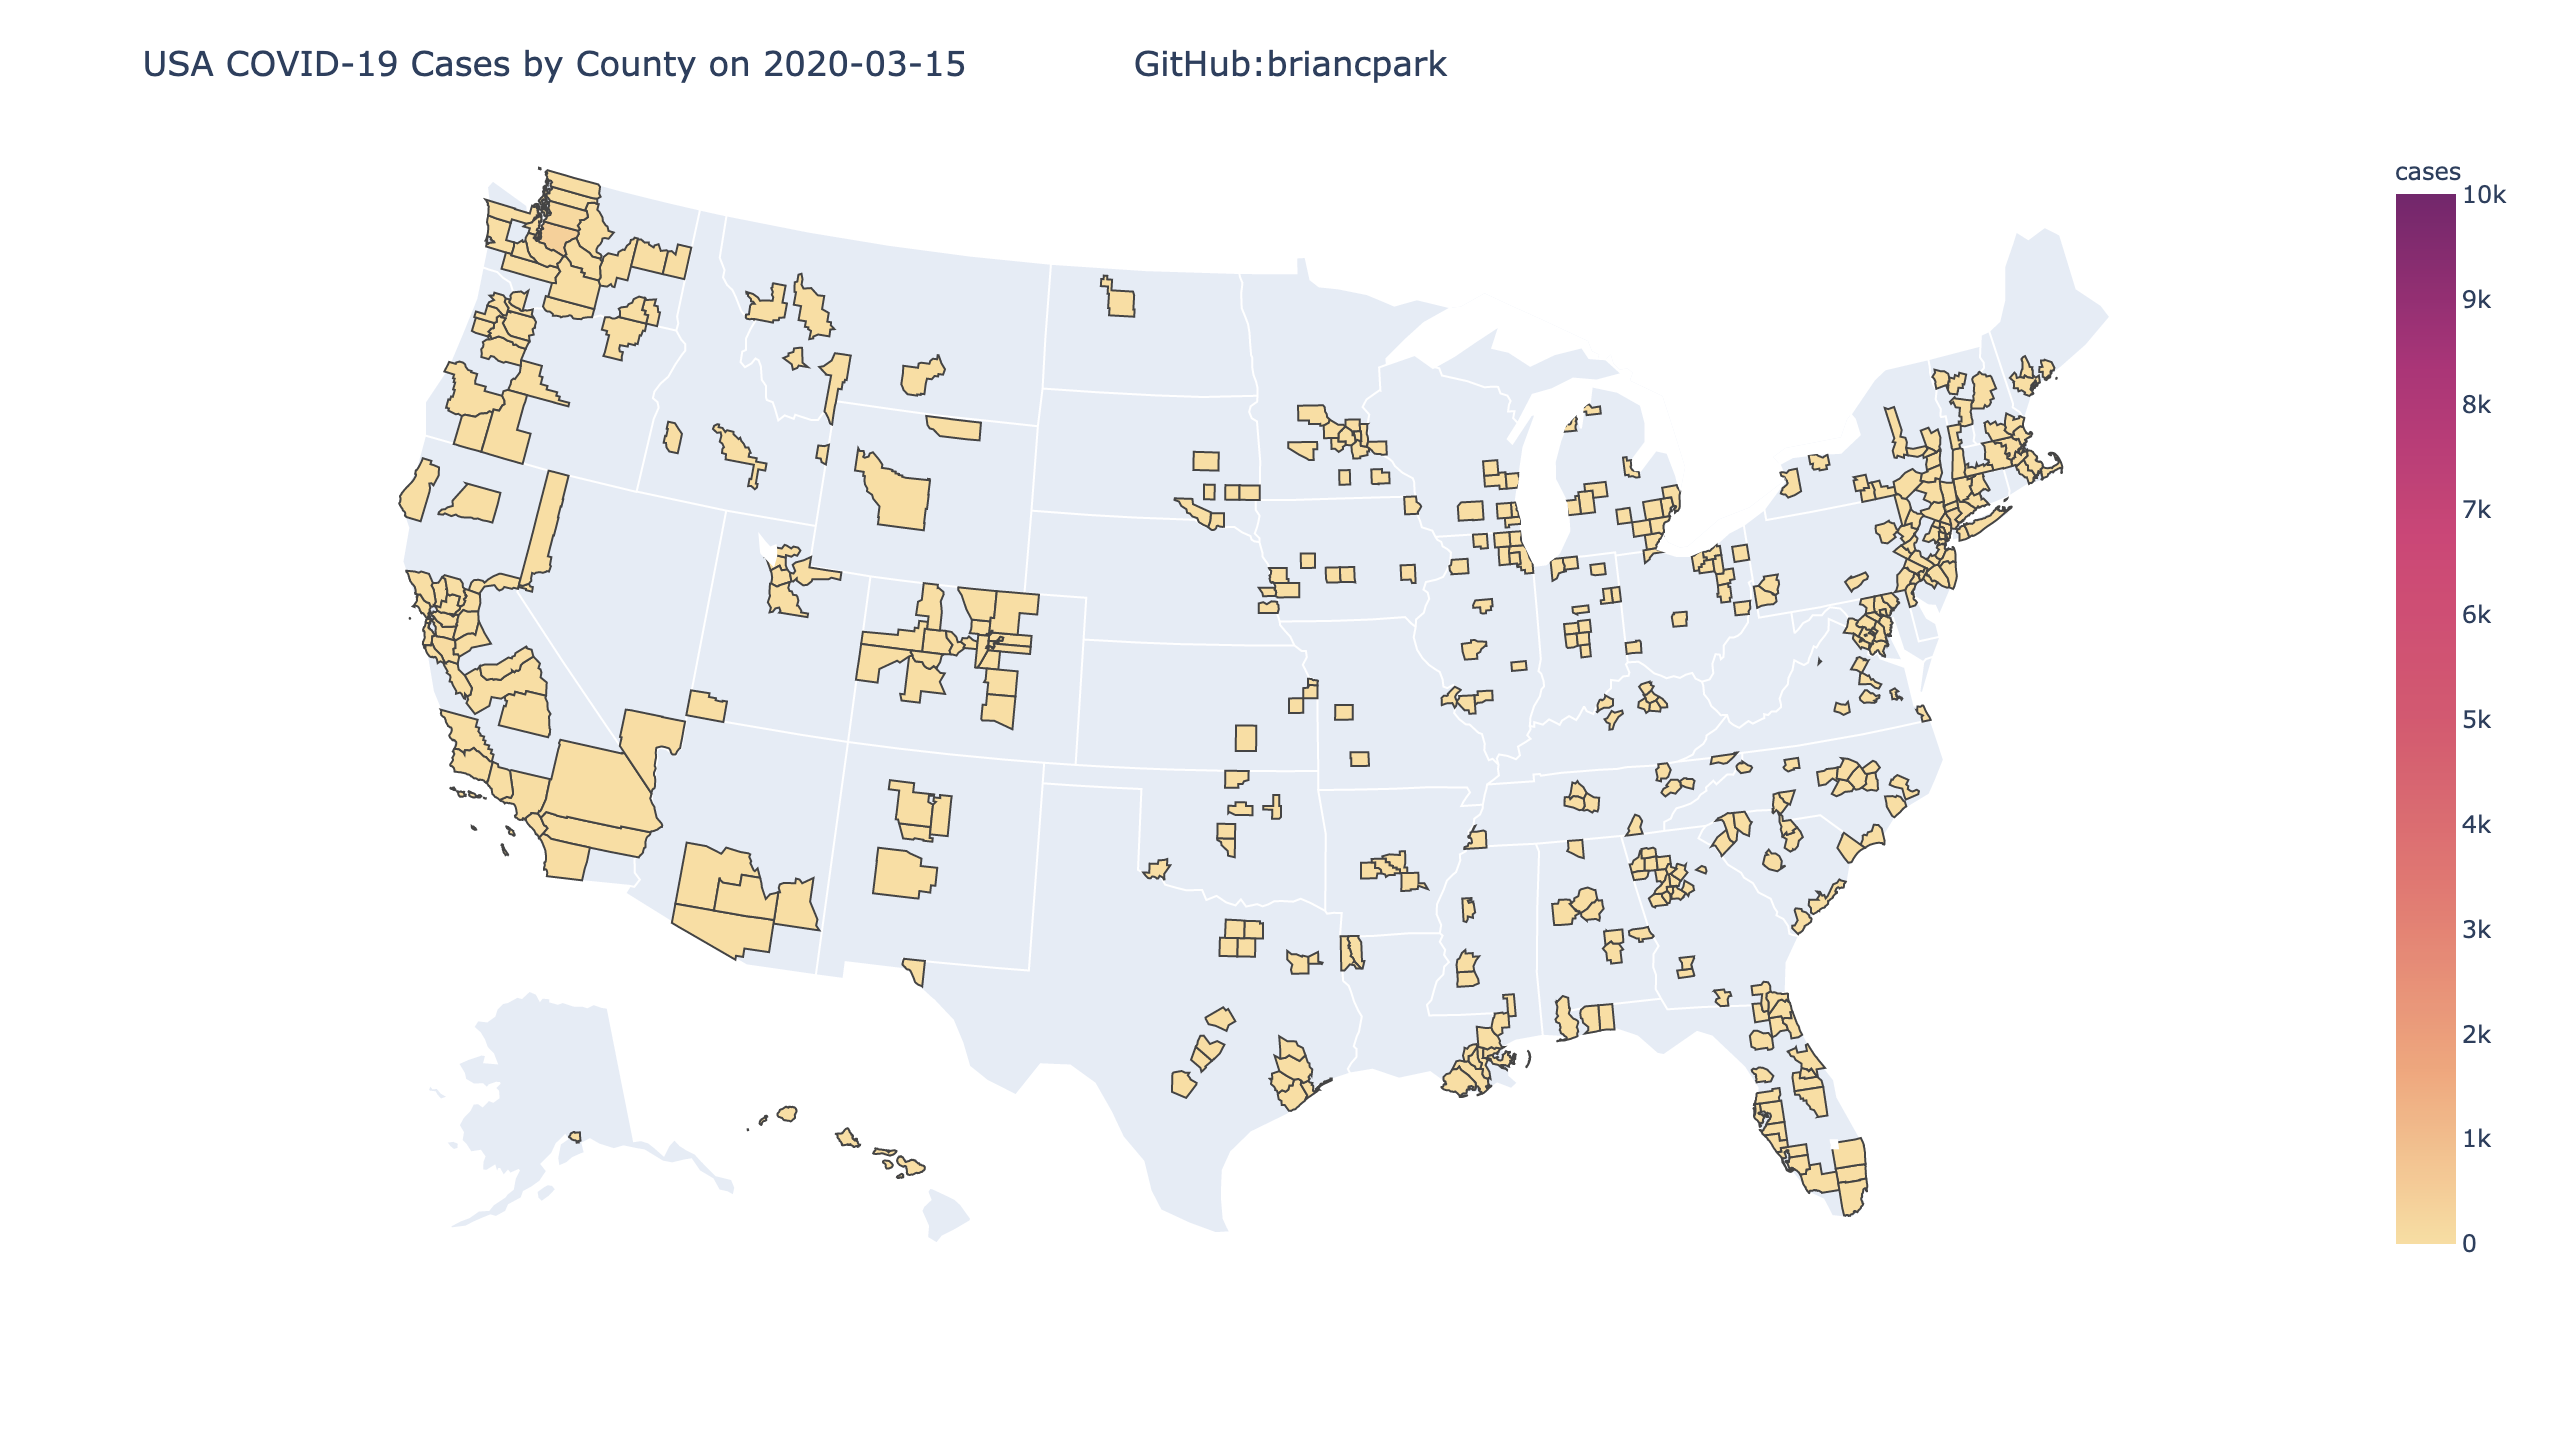 USA COVID-19 Cases by County on 2020-03-15 GitHub:briancpark
cases
10k
9k
8k
7k
6k
5k
4k
3k
2k
1k
0